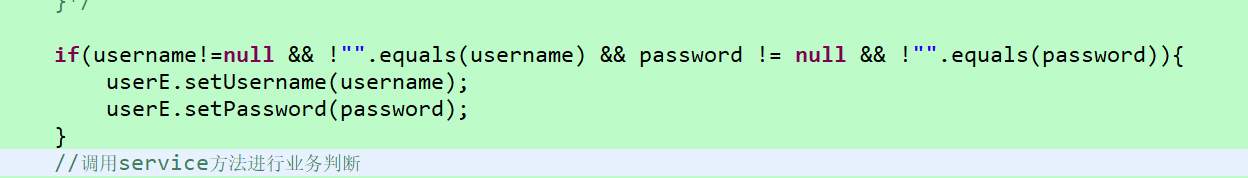 }*/
if(username!=null && !"".equals(username) && password != null && !"".equals(password)){
userE.setUsername(username);
userE.setPassword(password);
}
//调用service方法进行业务判断